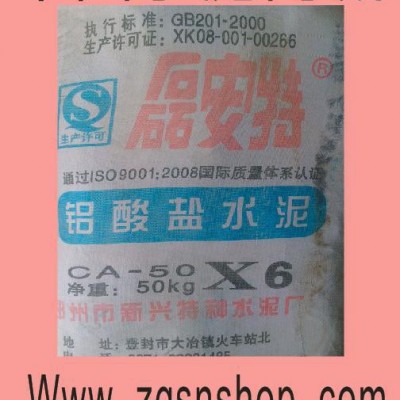 执行标准：GB201-2000
生产许可证：XK08-001-00266
磊安特®
生产许可
通过ISO9001:2008国际质量体系认证
铝酸盐水泥
CA-50 X6
净重：50kg
州市新兴特种水泥厂
地 址：登封市大冶镇火车站北
www.zgsnshop.com